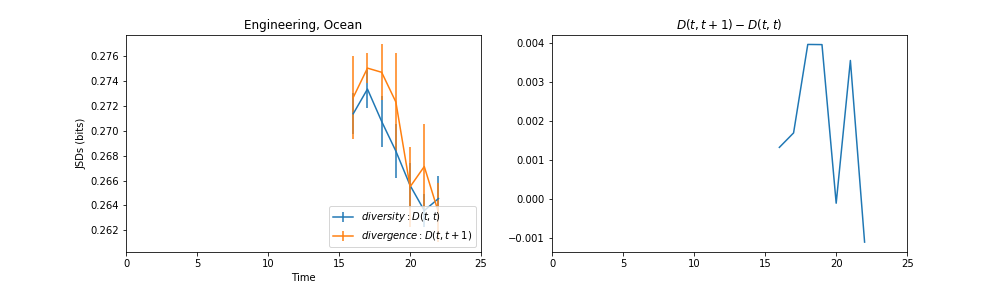 Engineering, Ocean
JSDs (bits)
0.276
0.274
0.272
0.270
0.268
0.266
0.264
0.262
0 5 10 15 20 25
Time
diversity : D(t, t)
divergence : D(t, t + 1)
D(t, t + 1) − D(t, t)
0.004
0.003
0.002
0.001
0.000
−0.001
0 5 10 15 20 25